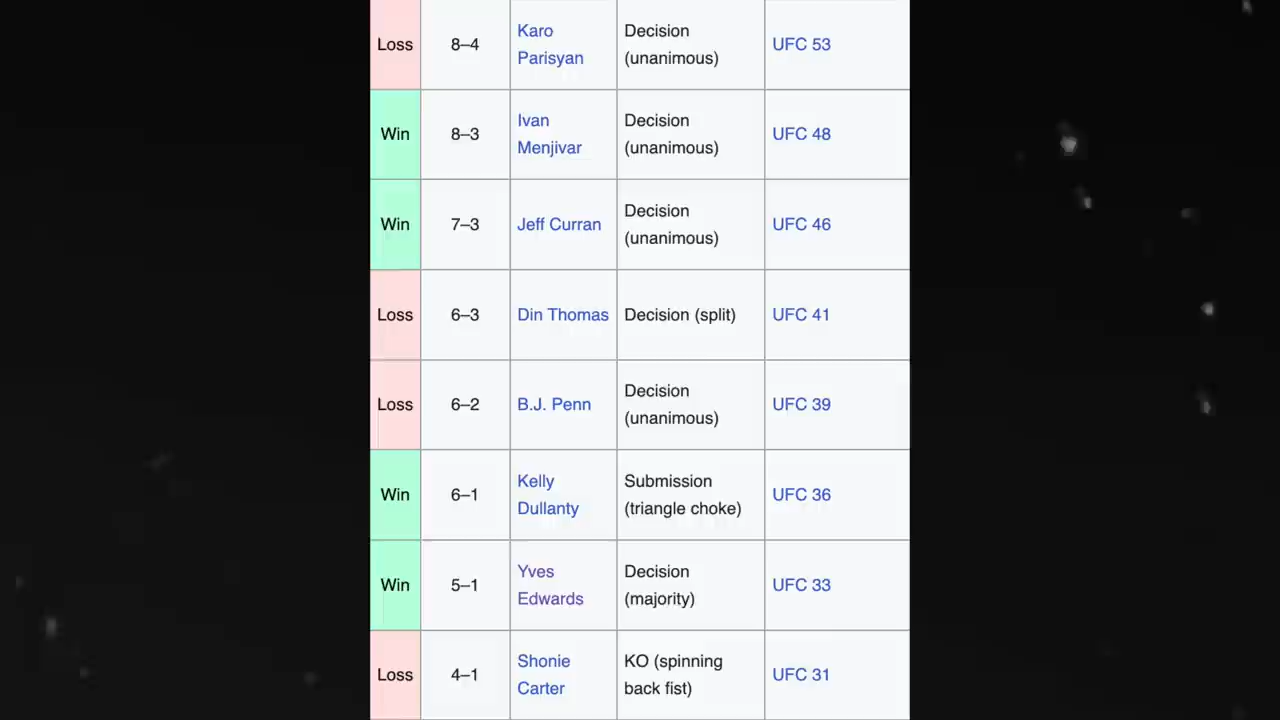 Loss 8–4 Karo Parisyan Decision (unanimous) UFC 53
Win 8–3 Ivan Menjivar Decision (unanimous) UFC 48
Win 7–3 Jeff Curran Decision (unanimous) UFC 46
Loss 6–3 Din Thomas Decision (split) UFC 41
Loss 6–2 B.J. Penn Decision (unanimous) UFC 39
Win 6–1 Kelly Dullanty Submission (triangle choke) UFC 36
Win 5–1 Yves Edwards Decision (majority) UFC 33
Loss 4–1 Shonie Carter KO (spinning back fist) UFC 31